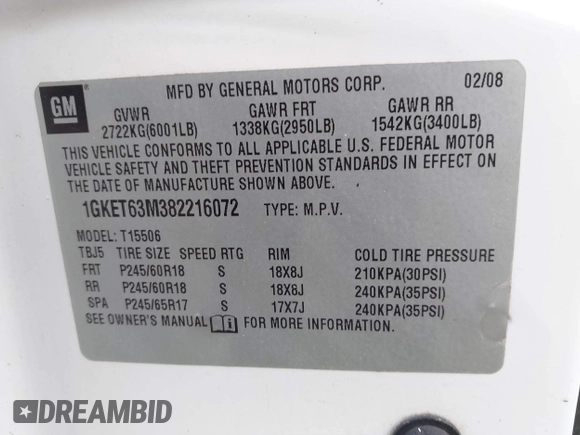 GM
MFD BY GENERAL MOTORS CORP. 02/08
GVWR GAWR FRT GAWR RR
2722KG(6001LB) 1338KG(2950LB) 1542KG(3400LB)
THIS VEHICLE CONFORMS TO ALL APPLICABLE U.S. FEDERAL MOTOR
VEHICLE SAFETY AND THEFT PREVENTION STANDARDS IN EFFECT ON
THE DATE OF MANUFACTURE SHOWN ABOVE.
1GKET63M382216072 TYPE: M.P.V.
MODEL: T15506
TBJ5 TIRE SIZE SPEED RTG RIM COLD TIRE PRESSURE
FRT P245/60R18 S 18X8J 210KPA(30PSI)
RR P245/60R18 S 18X8J 240KPA(35PSI)
SPA P245/65R17 S 17X7J 240KPA(35PSI)
SEE OWNER'S MANUAL FOR MORE INFORMATION.
DREAMBID